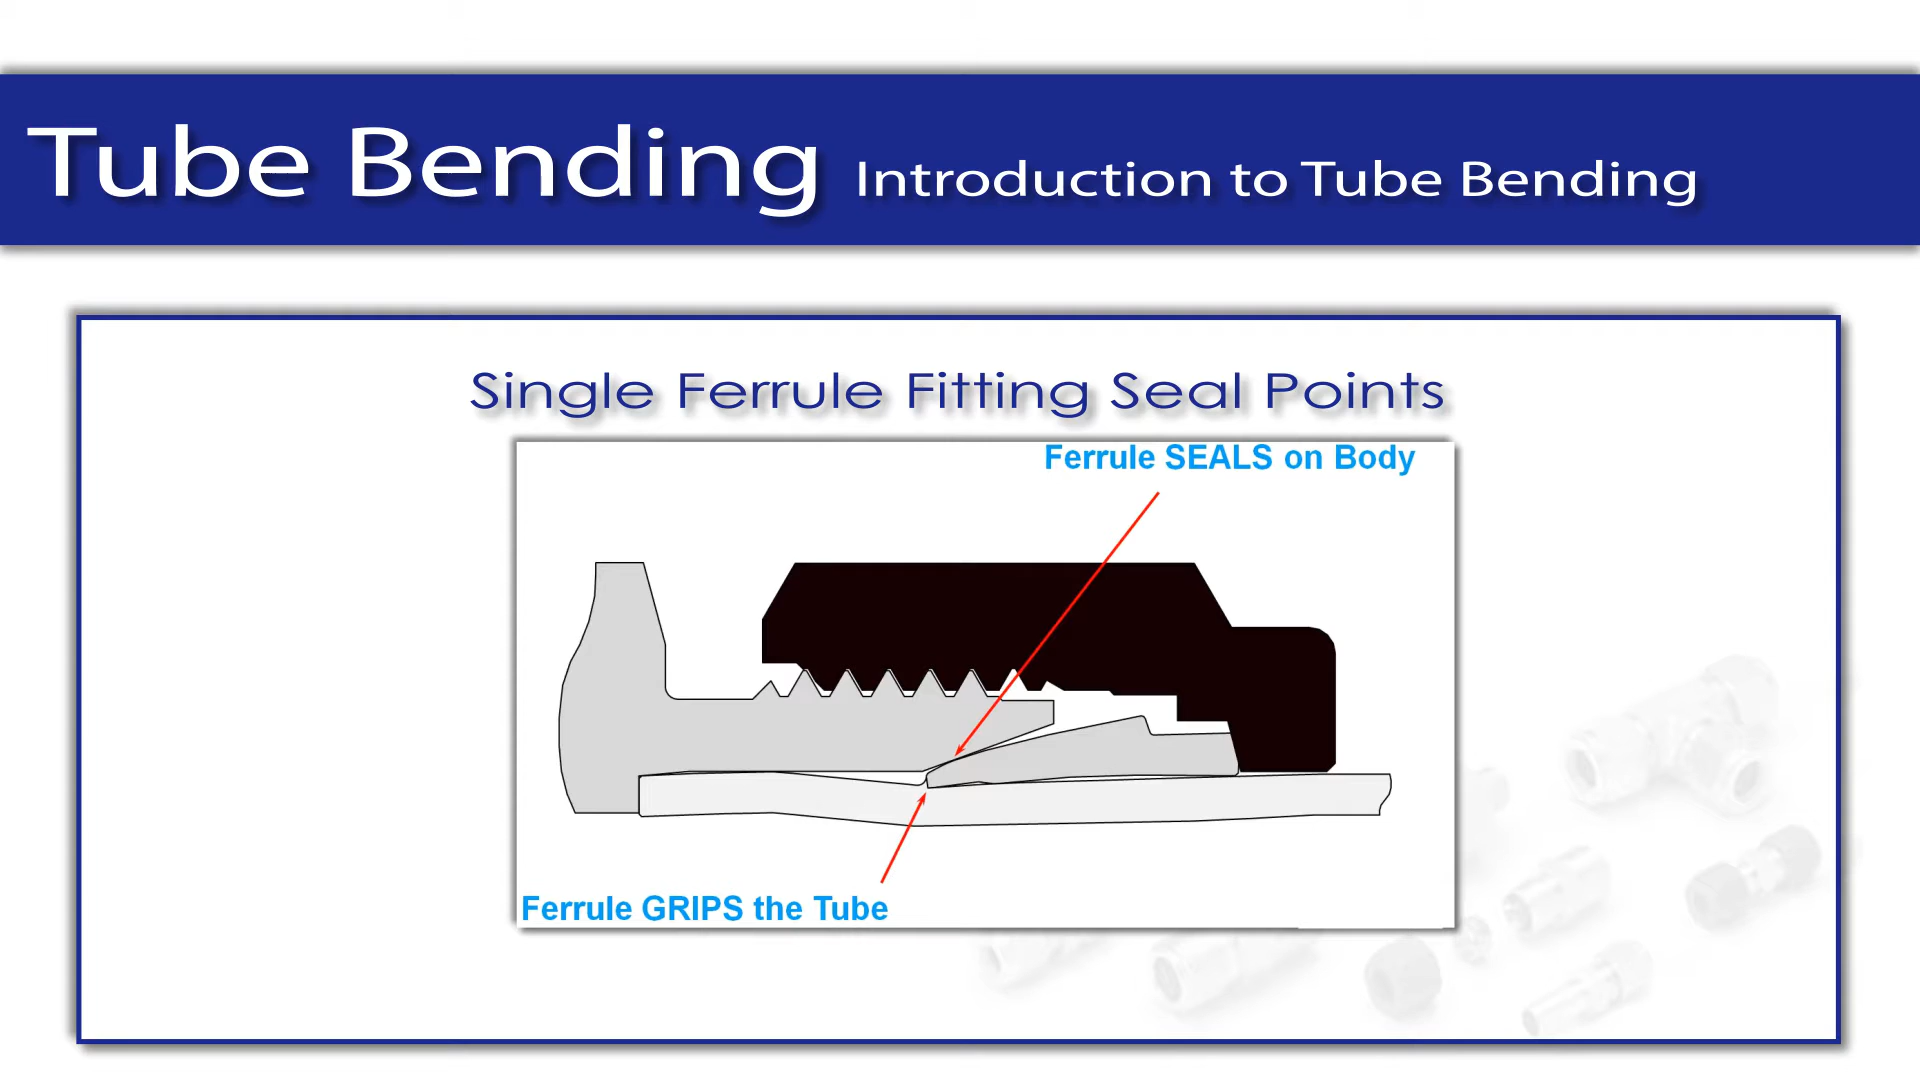 Tube Bending Introduction to Tube Bending
Single Ferrule Fitting Seal Points
Ferrule SEALS on Body
Ferrule GRIPS the Tube